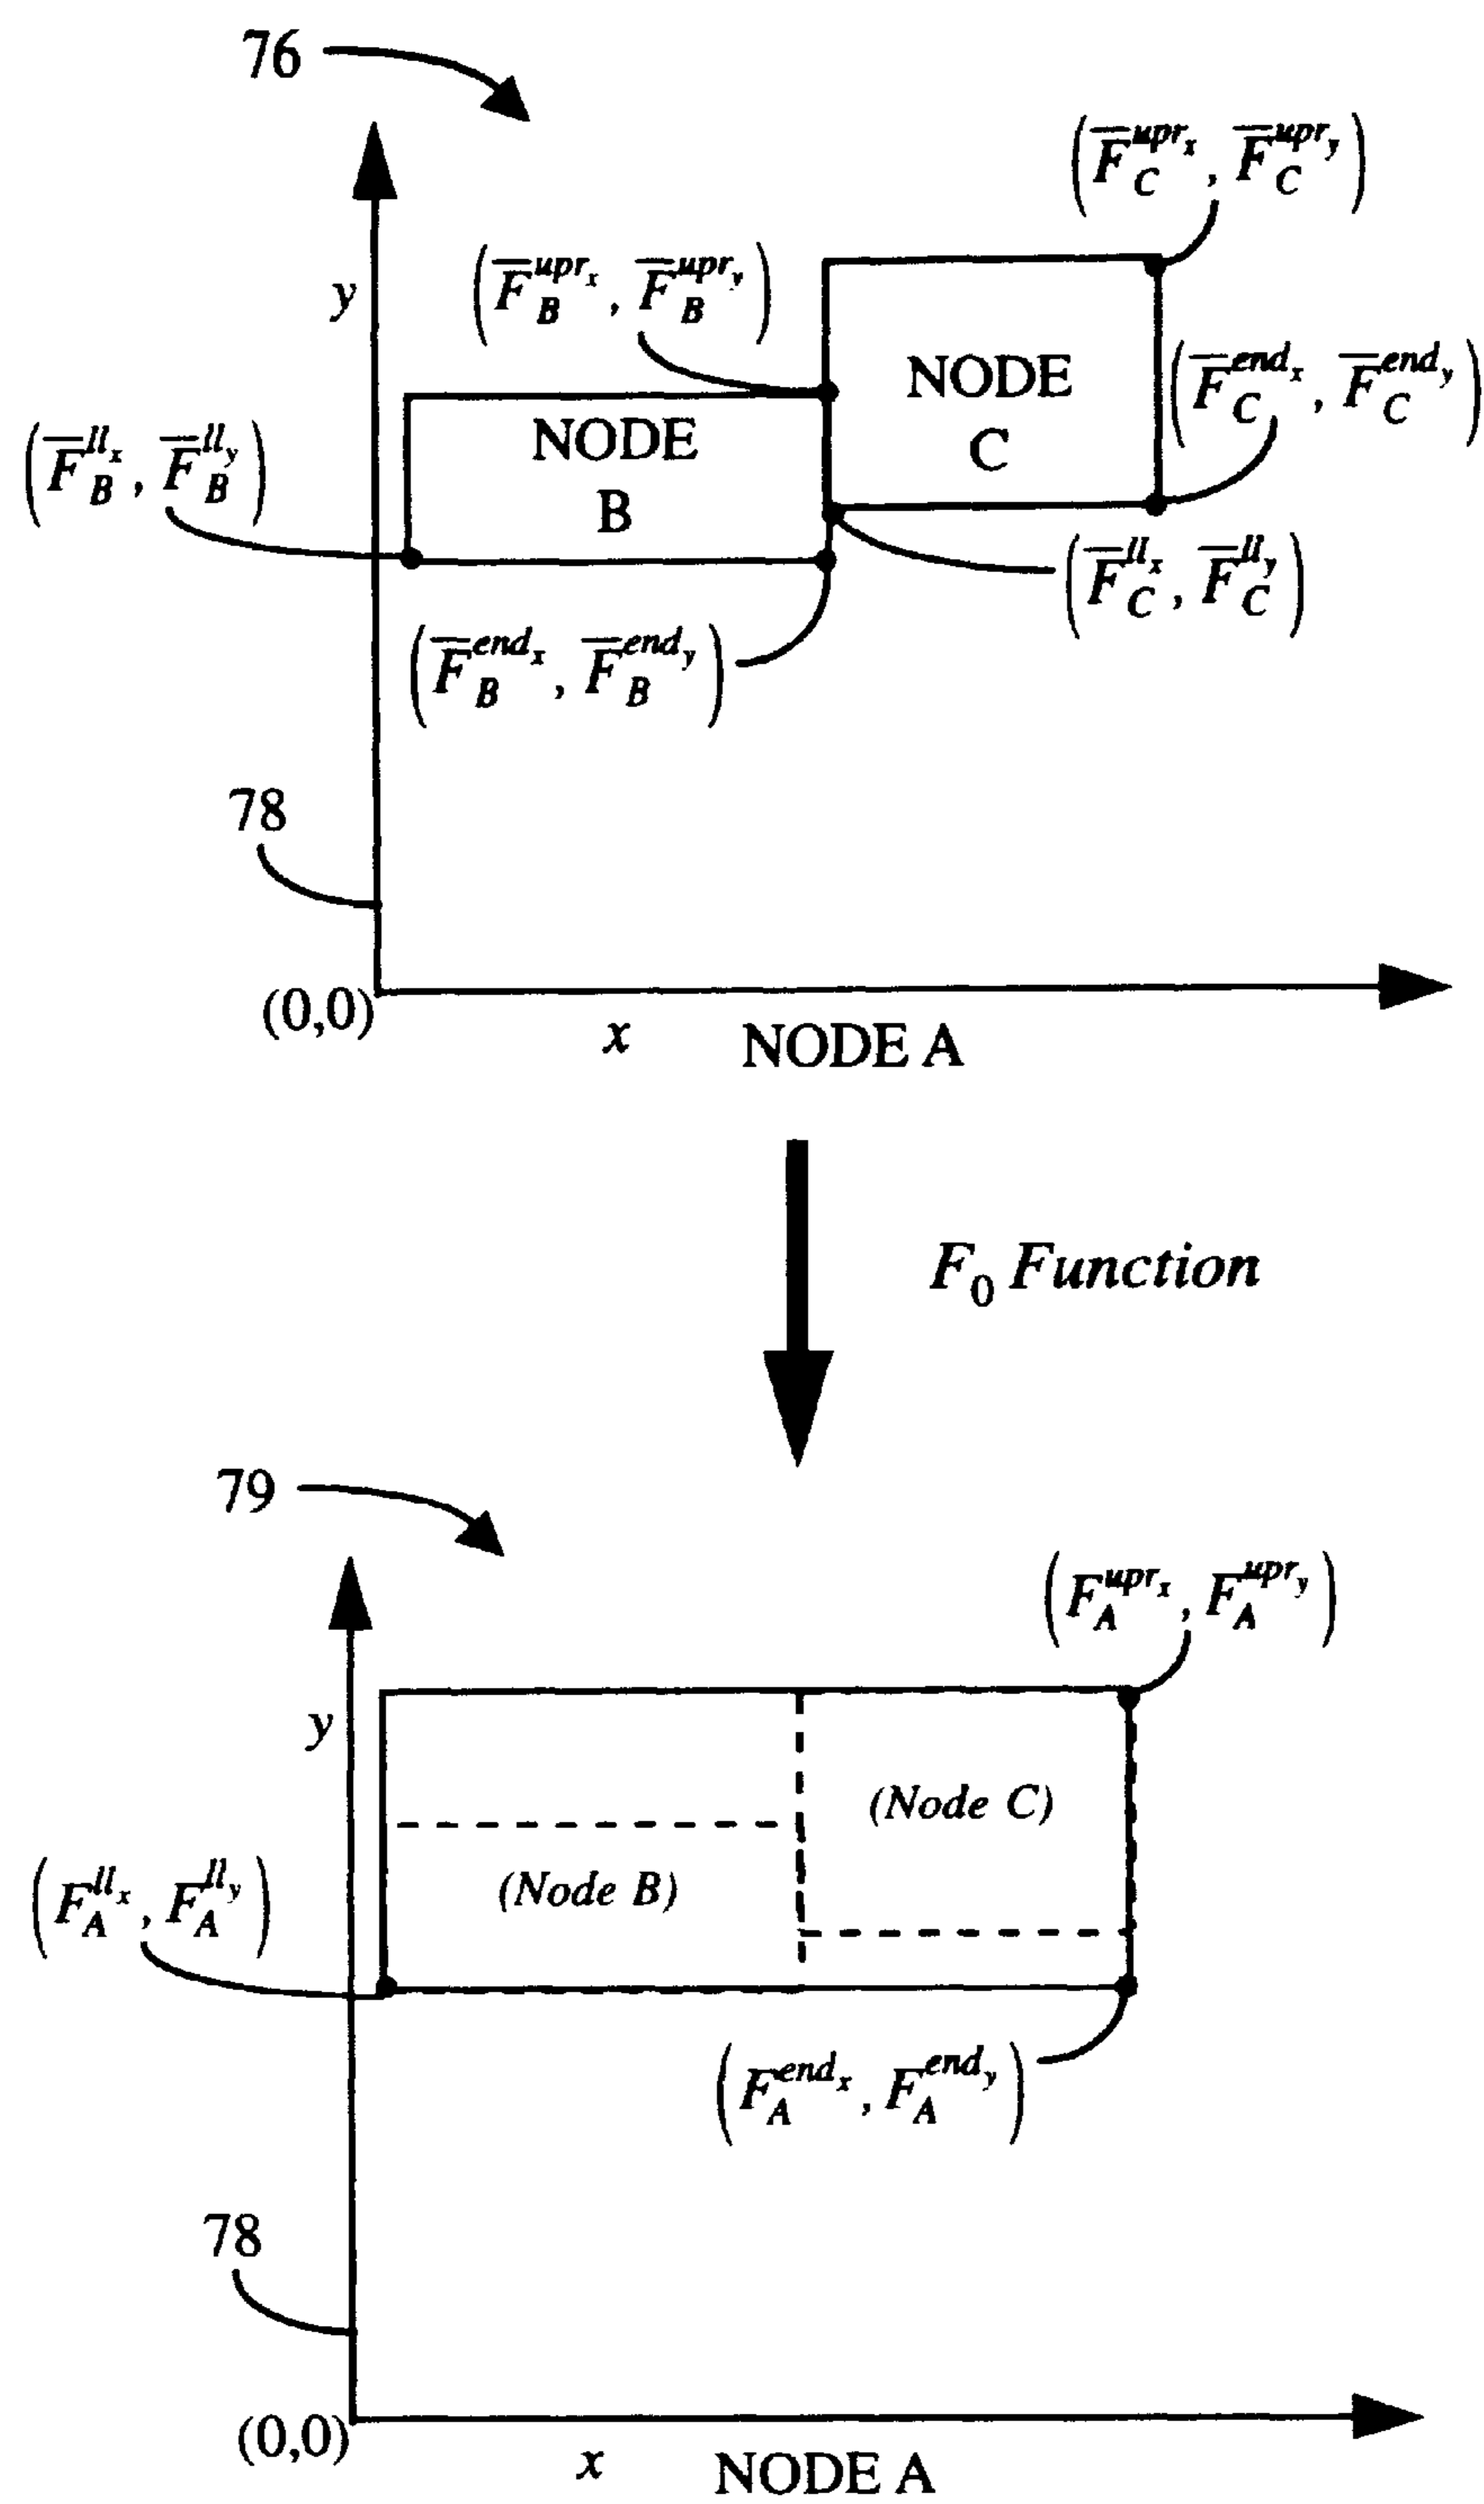 76
(F̅_C^{upr_x}, F̅_C^{upr_y})
(F̅_B^{upr_x}, F̅_B^{upr_y})
y
NODE
C
(F̅_C^{end_x}, F̅_C^{end_y})
NODE
B
(F̅_B^{ll_x}, F̅_B^{ll_y})
(F̅_C^{ll_x}, F̅_C^{ll_y})
(F̅_B^{end_x}, F̅_B^{end_y})
78
(0,0)
x NODE A
F_0 Function
79
(F_A^{upr_x}, F_A^{upr_y})
y
(Node C)
(Node B)
(F_A^{ll_x}, F_A^{ll_y})
(F_A^{end_x}, F_A^{end_y})
78
(0,0)
x NODE A